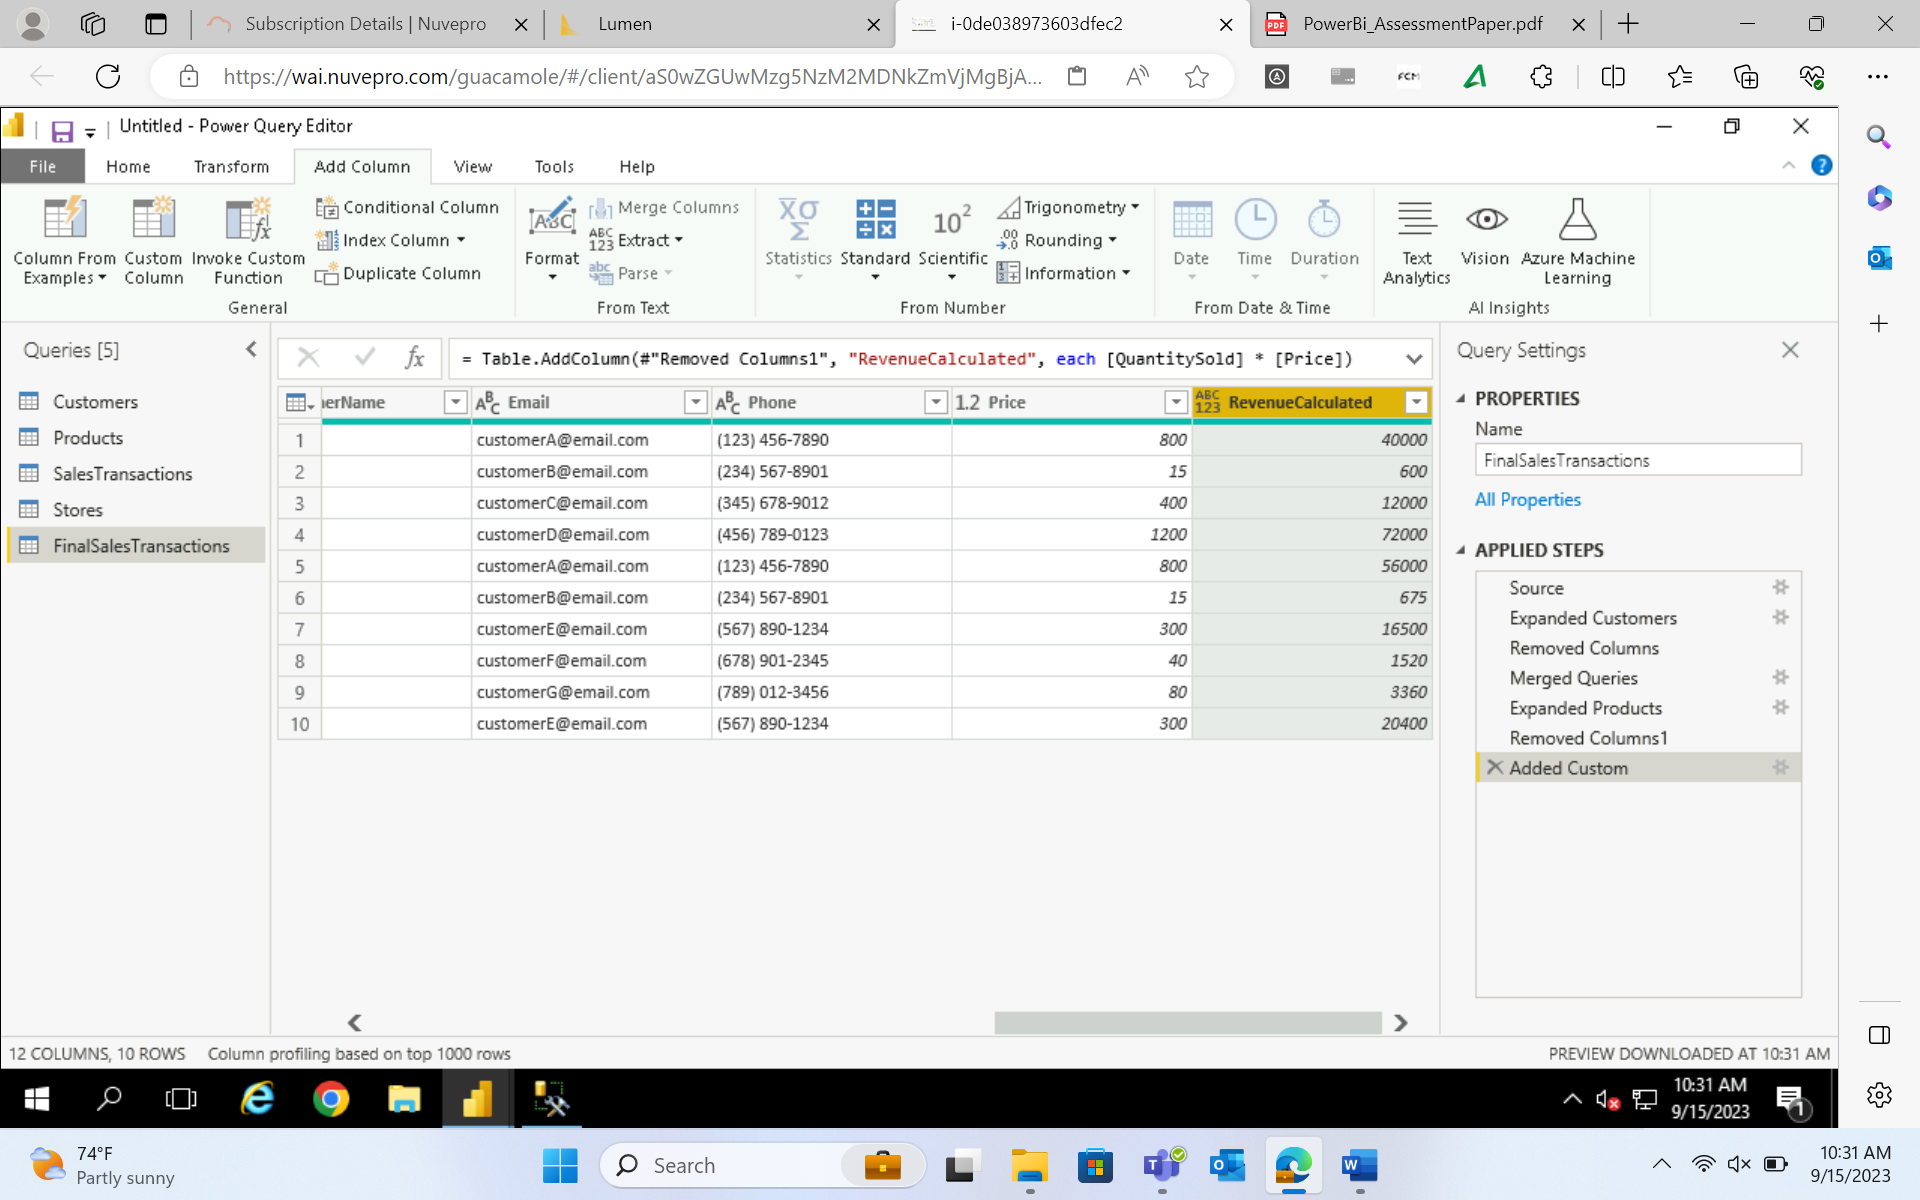 Subscription Details | Nuvepro
Lumen
i-0de038973603dfec2
PDF
PowerBi_AssessmentPaper.pdf
https://wai.nuvepro.com/guacamole/#/client/aS0wZGUwMzg5NzM2MDNkZmVjMgBjA...
FCM
Untitled - Power Query Editor
File
Home
Transform
Add Column
View
Tools
Help
Column From Examples
Custom Column
Invoke Custom Function
Conditional Column
Index Column
Duplicate Column
General
Format
Merge Columns
Extract
Parse
From Text
Statistics
Standard
Scientific
Trigonometry
Rounding
Information
From Number
Date
Time
Duration
From Date & Time
Text Analytics
Vision
Azure Machine Learning
AI Insights
Queries [5]
Customers
Products
SalesTransactions
Stores
FinalSalesTransactions
= Table.AddColumn(#"Removed Columns1", "RevenueCalculated", each [QuantitySold] * [Price])
erName Email Phone 1.2 Price RevenueCalculated
1 customerA@email.com (123) 456-7890 800 40000
2 customerB@email.com (234) 567-8901 15 600
3 customerC@email.com (345) 678-9012 400 12000
4 customerD@email.com (456) 789-0123 1200 72000
5 customerA@email.com (123) 456-7890 800 56000
6 customerB@email.com (234) 567-8901 15 675
7 customerE@email.com (567) 890-1234 300 16500
8 customerF@email.com (678) 901-2345 40 1520
9 customerG@email.com (789) 012-3456 80 3360
10 customerE@email.com (567) 890-1234 300 20400
Query Settings
PROPERTIES
Name
FinalSalesTransactions
All Properties
APPLIED STEPS
Source
Expanded Customers
Removed Columns
Merged Queries
Expanded Products
Removed Columns1
Added Custom
12 COLUMNS, 10 ROWS Column profiling based on top 1000 rows
PREVIEW DOWNLOADED AT 10:31 AM
10:31 AM
9/15/2023
1
74°F
Partly sunny
Search
10:31 AM
9/15/2023